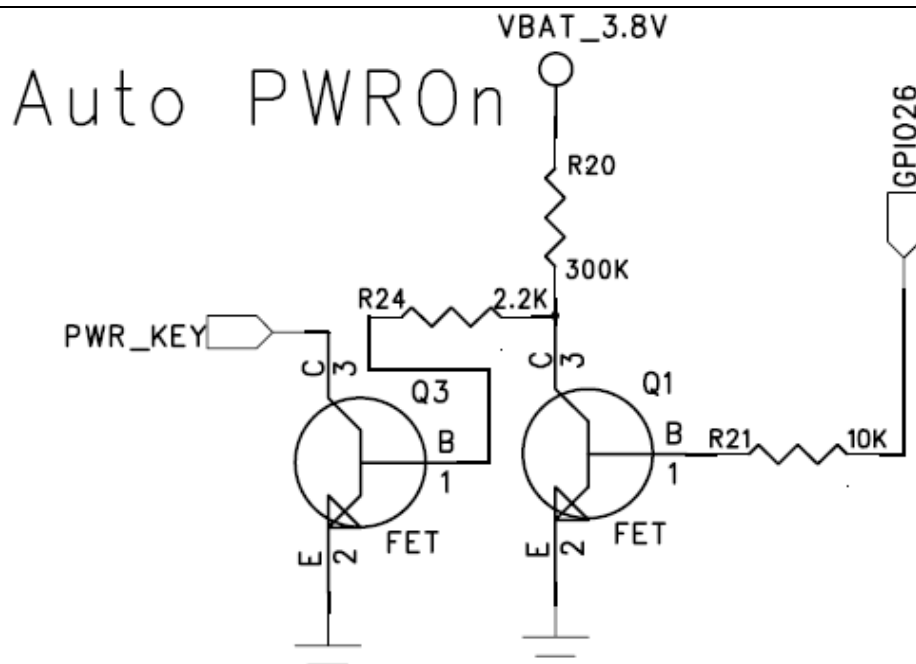 VBAT_3.8V
Auto PWROn
GPIO26
R20
300K
R24
2.2K
PWR_KEY
C
3
Q3
B
1
E
2
FET
C
3
Q1
B
1
R21
10K
E
2
FET